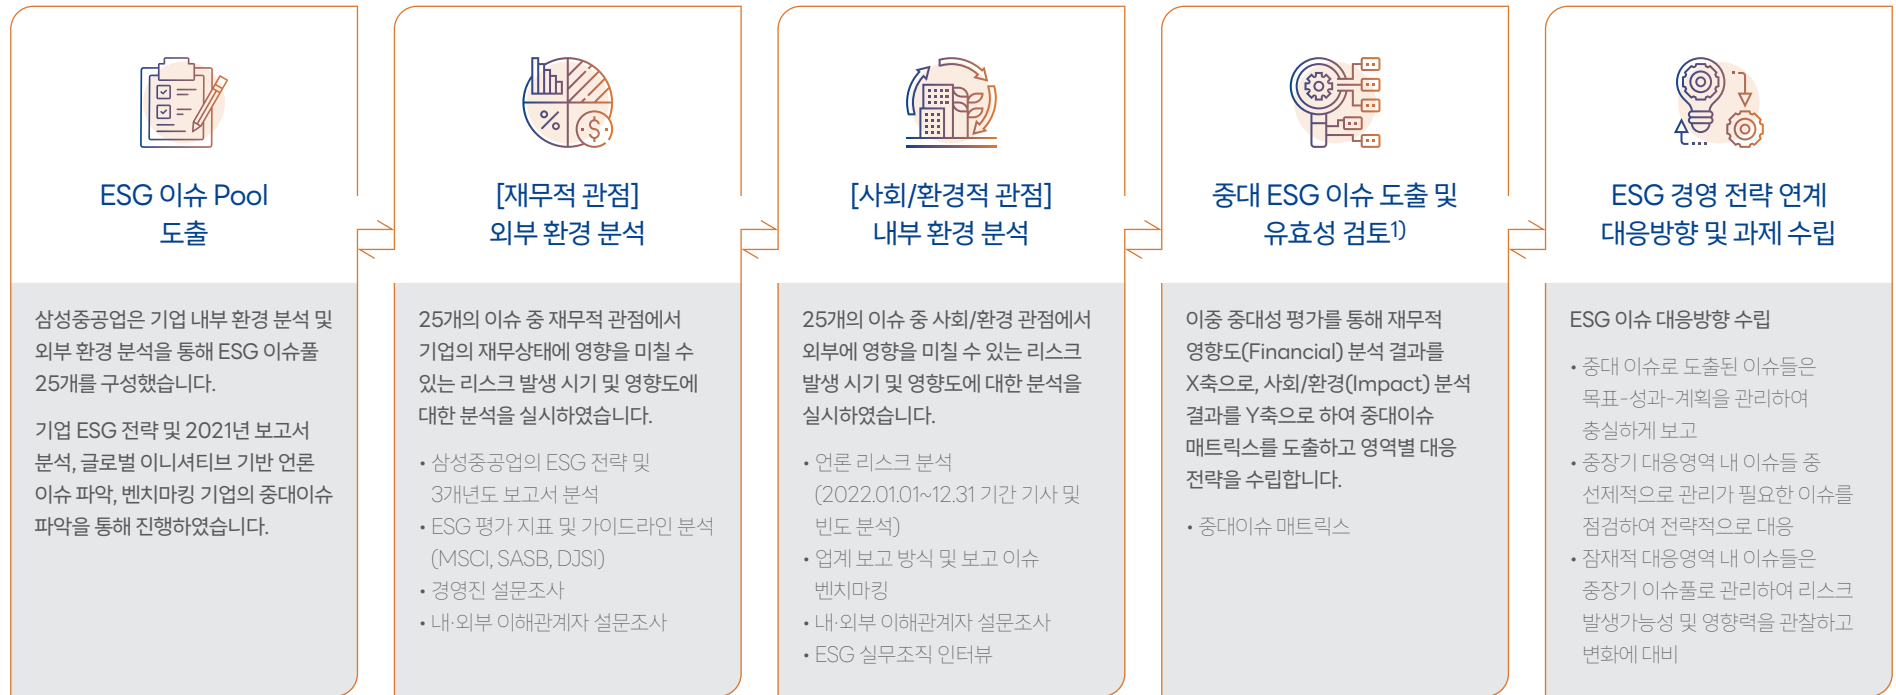 ESG 이슈 Pool
도출
삼성중공업은 기업 내부 환경 분석 및
외부 환경 분석을 통해 ESG 이슈풀
25개를 구성했습니다.
기업 ESG 전략 및 2021년 보고서
분석, 글로벌 이니셔티브 기반 언론
이슈 파악, 벤치마킹 기업의 중대이슈
파악을 통해 진행하였습니다.
[재무적 관점]
외부 환경 분석
25개의 이슈 중 재무적 관점에서
기업의 재무상태에 영향을 미칠 수
있는 리스크 발생 시기 및 영향도에
대한 분석을 실시하였습니다.
• 삼성중공업의 ESG 전략 및
3개년도 보고서 분석
• ESG 평가 지표 및 가이드라인 분석
(MSCI, SASB, DJSI)
• 경영진 설문조사
• 내·외부 이해관계자 설문조사
[사회/환경적 관점]
내부 환경 분석
25개의 이슈 중 사회/환경 관점에서
외부에 영향을 미칠 수 있는 리스크
발생 시기 및 영향도에 대한 분석을
실시하였습니다.
• 언론 리스크 분석
(2022.01.01~12.31 기간 기사 및
빈도 분석)
• 업계 보고 방식 및 보고 이슈
벤치마킹
• 내·외부 이해관계자 설문조사
• ESG 실무조직 인터뷰
중대 ESG 이슈 도출 및
유효성 검토1)
이중 중대성 평가를 통해 재무적
영향도(Financial) 분석 결과를
X축으로, 사회/환경(Impact) 분석
결과를 Y축으로 하여 중대이슈
매트릭스를 도출하고 영역별 대응
전략을 수립합니다.
• 중대이슈 매트릭스
ESG 경영 전략 연계
대응방향 및 과제 수립
ESG 이슈 대응방향 수립
• 중대 이슈로 도출된 이슈들은
목표-성과-계획을 관리하여
충실하게 보고
• 중장기 대응영역 내 이슈들 중
선제적으로 관리가 필요한 이슈를
점검하여 전략적으로 대응
• 잠재적 대응영역 내 이슈들은
중장기 이슈풀로 관리하여 리스크
발생가능성 및 영향력을 관찰하고
변화에 대비